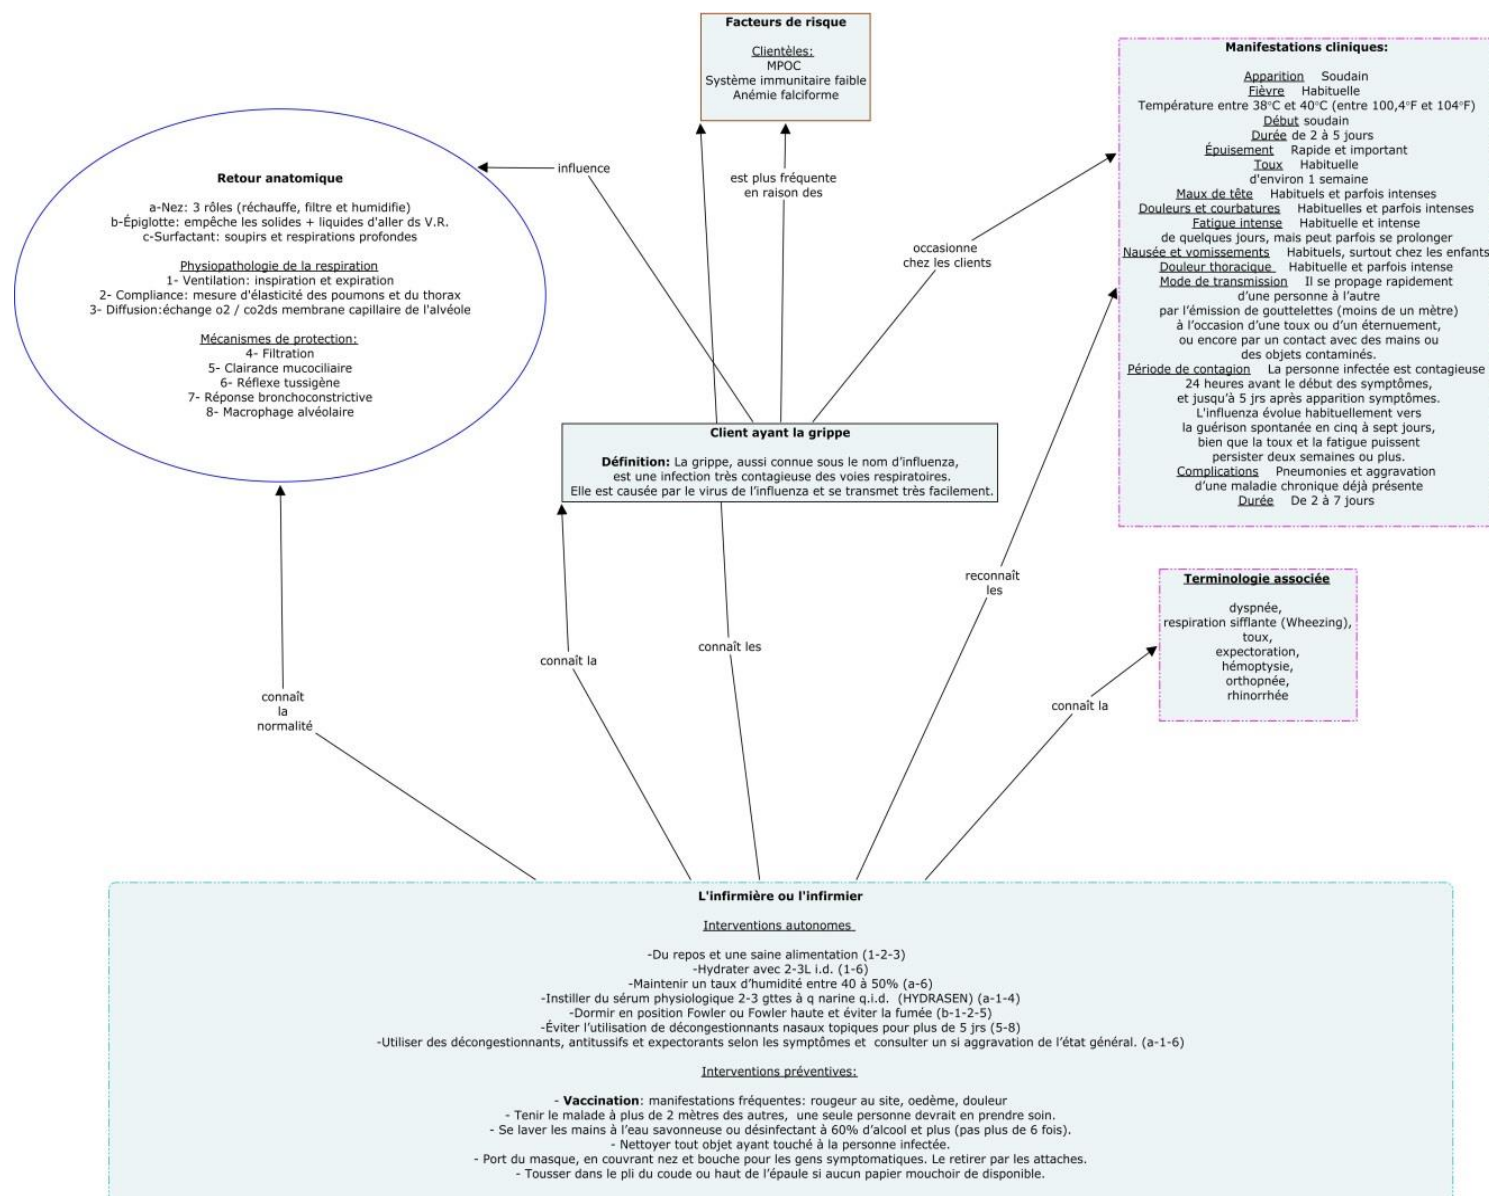 Facteurs de risque
Clientèles:
MPOC
Système immunitaire faible
Anémie falciforme
Manifestations cliniques:
Apparition Soudain
Fièvre Habituelle
Température entre 38°C et 40°C (entre 100,4°F et 104°F)
Début soudain
Durée de 2 à 5 jours
Épuisement Rapide et important
Toux Habituelle
d'environ 1 semaine
Maux de tête Habituels et parfois intenses
Douleurs et courbatures Habituelles et parfois intenses
Fatigue intense Habituelle et intense
de quelques jours, mais peut parfois se prolonger
Nausée et vomissements Habituels, surtout chez les enfants
Douleur thoracique Habituelle et parfois intense
Mode de transmission Il se propage rapidement
d'une personne à l'autre
par l'émission de gouttelettes (moins de un mètre)
à l'occasion d'une toux ou d'un éternuement,
ou encore par un contact avec des mains ou
des objets contaminés.
Période de contagion La personne infectée est contagieuse
24 heures avant le début des symptômes,
et jusqu'à 5 jrs après apparition symptômes.
L'influenza évolue habituellement vers
la guérison spontanée en cinq à sept jours,
bien que la toux et la fatigue puissent
persister deux semaines ou plus.
Complications Pneumonies et aggravation
d'une maladie chronique déjà présente
Durée De 2 à 7 jours
Retour anatomique
a-Nez: 3 rôles (réchauffe, filtre et humidifie)
b-Épiglotte: empêche les solides + liquides d'aller ds V.R.
c-Surfactant: soupirs et respirations profondes
Physiopathologie de la respiration
1- Ventilation: inspiration et expiration
2- Compliance: mesure d'élasticité des poumons et du thorax
3- Diffusion:échange o2 / co2ds membrane capillaire de l'alvéole
Mécanismes de protection:
4- Filtration
5- Clairance mucociliaire
6- Réflexe tussigène
7- Réponse bronchoconstrictive
8- Macrophage alvéolaire
influence
est plus fréquente
en raison des
occasionne
chez les clients
Client ayant la grippe
Définition: La grippe, aussi connue sous le nom d'influenza,
est une infection très contagieuse des voies respiratoires.
Elle est causée par le virus de l'influenza et se transmet très facilement.
reconnaît
les
Terminologie associée
dyspnée,
respiration sifflante (Wheezing),
toux,
expectoration,
hémoptysie,
orthopnée,
rhinorrhée
connaît
la
normalité
connaît la
connaît les
connaît la
L'infirmière ou l'infirmier
Interventions autonomes
-Du repos et une saine alimentation (1-2-3)
-Hydrater avec 2-3L i.d. (1-6)
-Maintenir un taux d'humidité entre 40 à 50% (a-6)
-Instiller du sérum physiologique 2-3 gttes à q narine q.i.d. (HYDRASEN) (a-1-4)
-Dormir en position Fowler ou Fowler haute et éviter la fumée (b-1-2-5)
-Éviter l'utilisation de décongestionnants nasaux topiques pour plus de 5 jrs (5-8)
-Utiliser des décongestionnants, antitussifs et expectorants selon les symptômes et consulter un si aggravation de l'état général. (a-1-6)
Interventions préventives:
- Vaccination: manifestations fréquentes: rougeur au site, oedème, douleur
- Tenir le malade à plus de 2 mètres des autres, une seule personne devrait en prendre soin.
- Se laver les mains à l'eau savonneuse ou désinfectant à 60% d'alcool et plus (pas plus de 6 fois).
- Nettoyer tout objet ayant touché à la personne infectée.
- Port du masque, en couvrant nez et bouche pour les gens symptomatiques. Le retirer par les attaches.
- Tousser dans le pli du coude ou haut de l'épaule si aucun papier mouchoir de disponible.